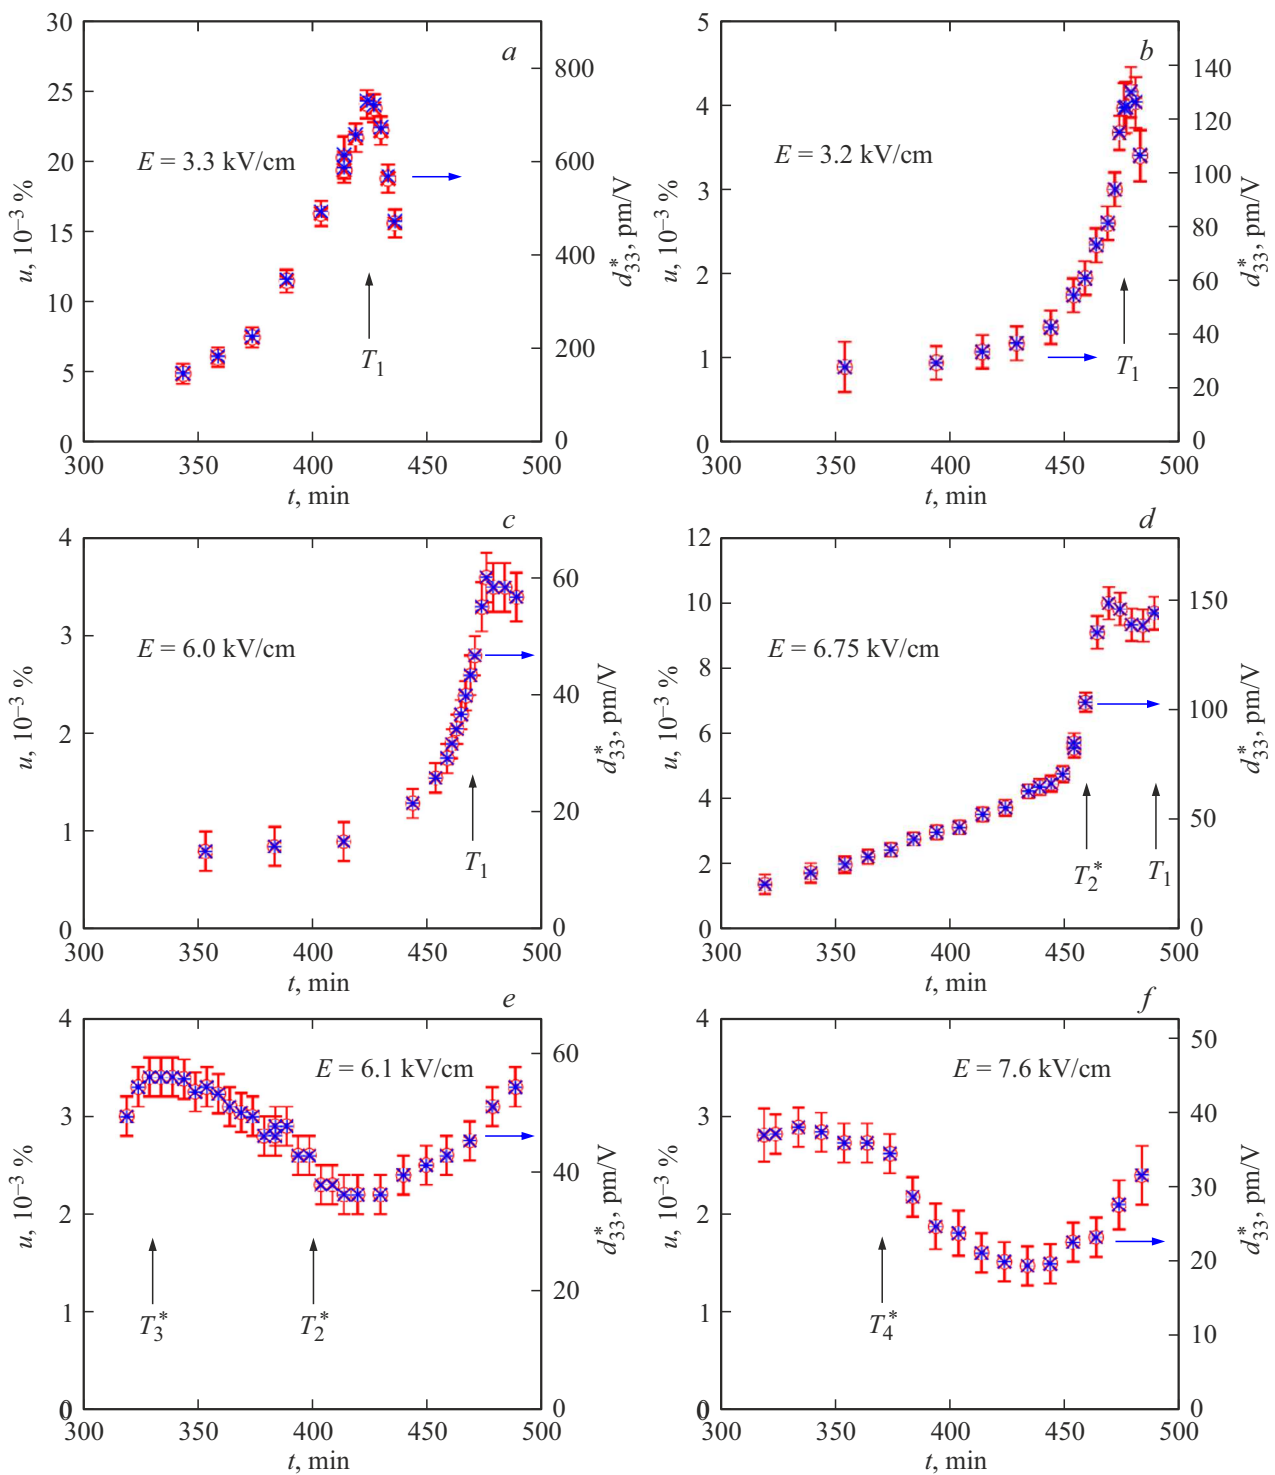 a
30
25
20
15
10
5
0
u, 10⁻³ %
E = 3.3 kV/cm
T₁
800
600
400
200
0
d*₃₃, pm/V
300 350 400 450 500
t, min
b
5
4
3
2
1
0
u, 10⁻³ %
E = 3.2 kV/cm
T₁
140
120
100
80
60
40
20
0
d*₃₃, pm/V
300 350 400 450 500
t, min
c
4
3
2
1
0
u, 10⁻³ %
E = 6.0 kV/cm
T₁
60
40
20
0
d*₃₃, pm/V
300 350 400 450 500
t, min
d
12
10
8
6
4
2
0
u, 10⁻³ %
E = 6.75 kV/cm
T₂* T₁
150
100
50
0
d*₃₃, pm/V
300 350 400 450 500
t, min
e
4
3
2
1
0
u, 10⁻³ %
E = 6.1 kV/cm
T₃* T₂*
60
40
20
0
d*₃₃, pm/V
300 350 400 450 500
t, min
f
4
3
2
1
0
u, 10⁻³ %
E = 7.6 kV/cm
T₄*
50
40
30
20
10
0
d*₃₃, pm/V
300 350 400 450 500
t, min